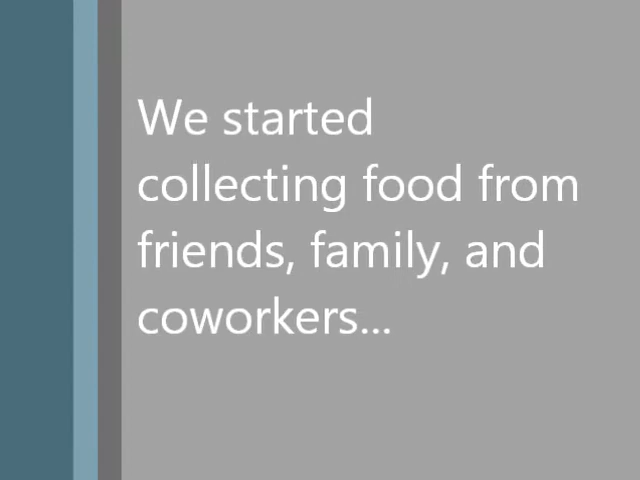 We started
collecting food from
friends, family, and
coworkers...